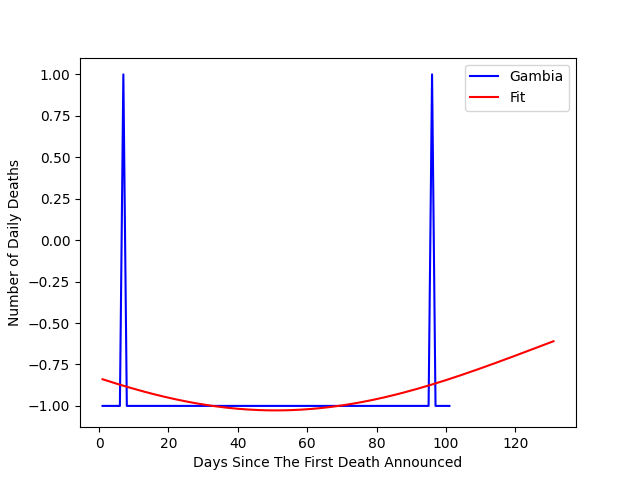 Gambia
Fit
1.00
0.75
0.50
0.25
0.00
−0.25
−0.50
−0.75
−1.00
Number of Daily Deaths
0 20 40 60 80 100 120
Days Since The First Death Announced